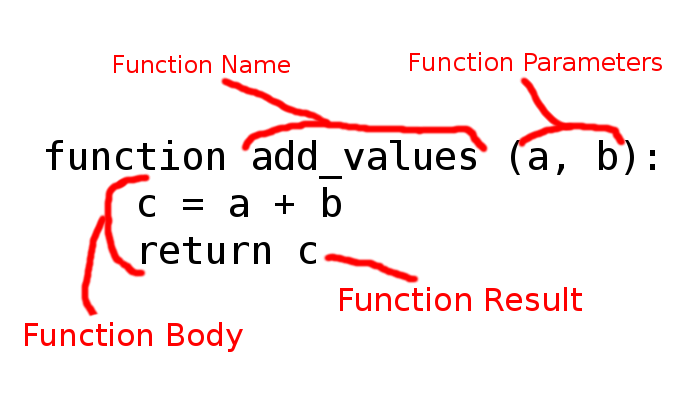 Function Name
Function Parameters
function add_values (a, b):
c = a + b
return c
Function Result
Function Body